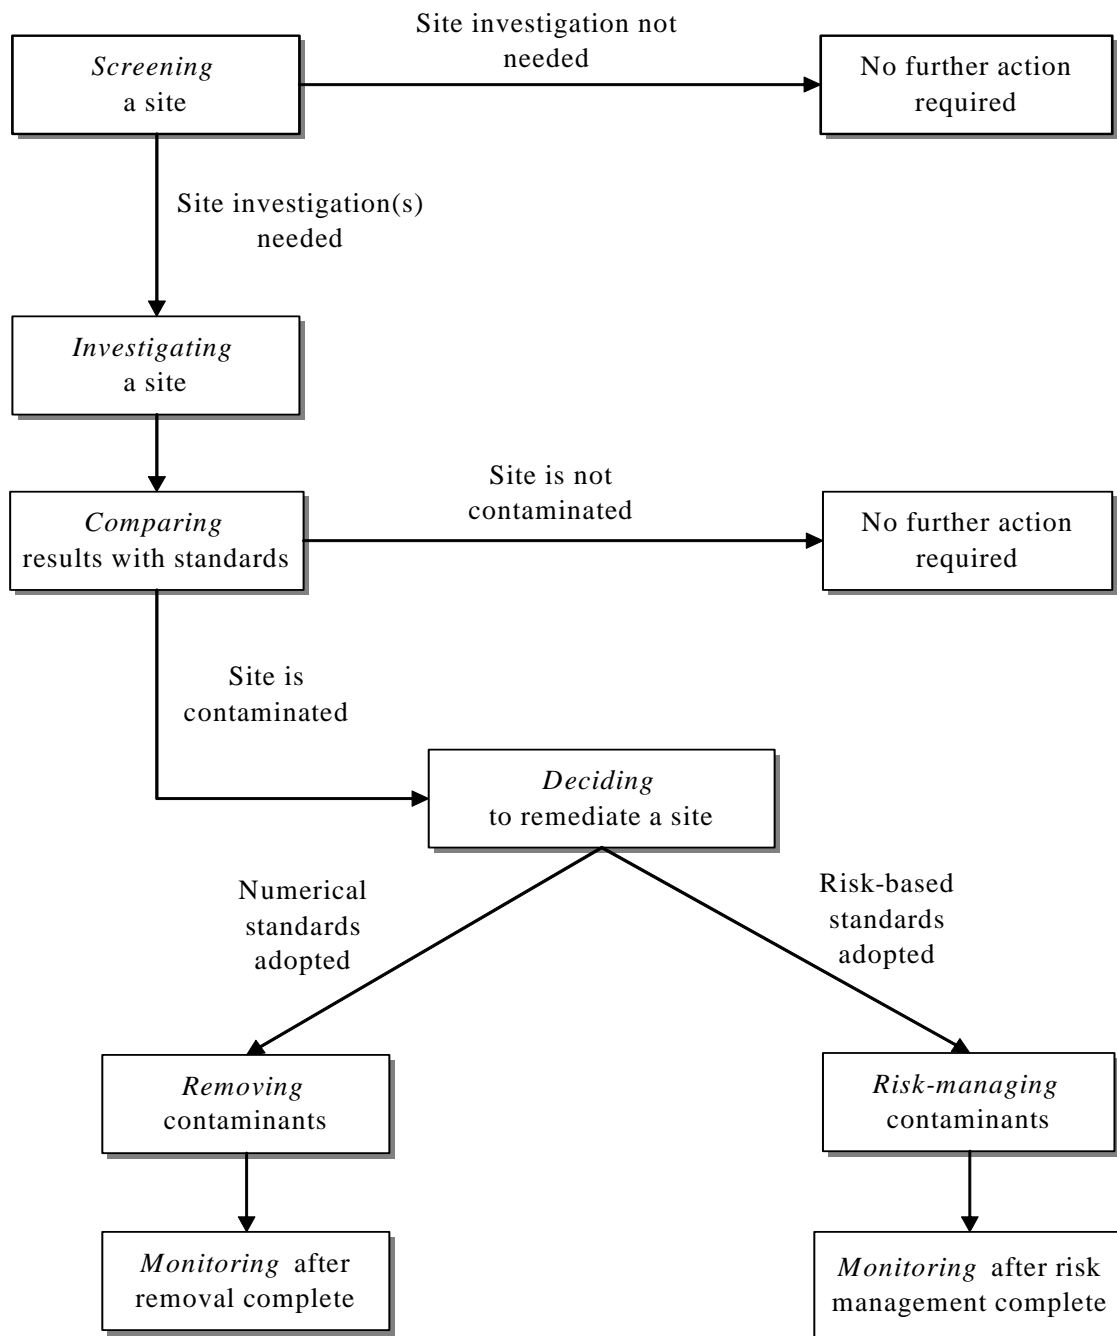 Site investigation not
needed
Screening
a site
No further action
required
Site investigation(s)
needed
Investigating
a site
Site is not
contaminated
Comparing
results with standards
No further action
required
Site is
contaminated
Deciding
to remediate a site
Numerical
standards
adopted
Risk-based
standards
adopted
Removing
contaminants
Risk-managing
contaminants
Monitoring after
removal complete
Monitoring after risk
management complete